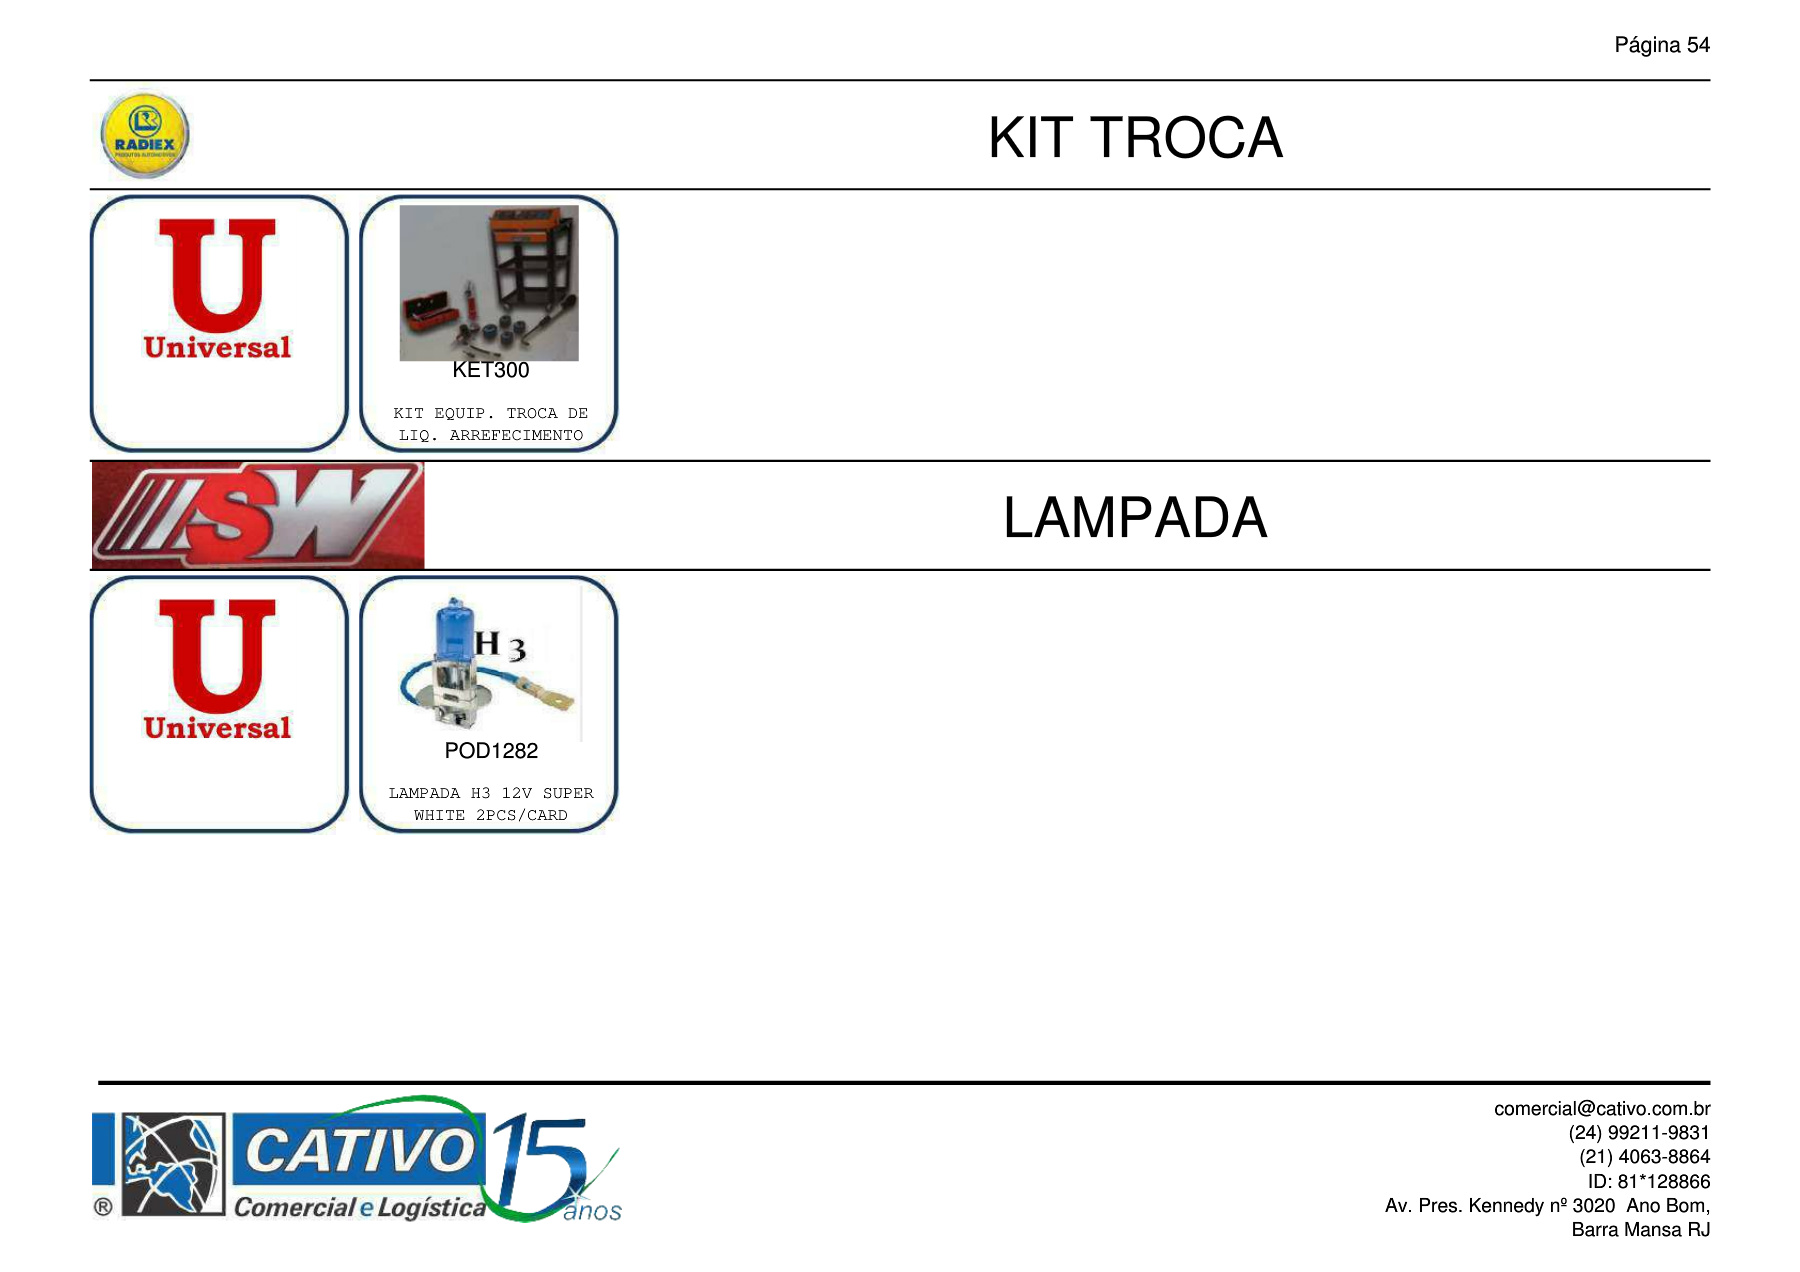 Página 54
RADIEX
PRODUTOS AUTOMOTIVOS
KIT TROCA
U
Universal
KET300
KIT EQUIP. TROCA DE
LIQ. ARREFECIMENTO
SW
LAMPADA
U
Universal
H 3
POD1282
LAMPADA H3 12V SUPER
WHITE 2PCS/CARD
CATIVO
15
anos
® Comercial e Logística
comercial@cativo.com.br
(24) 99211-9831
(21) 4063-8864
ID: 81*128866
Av. Pres. Kennedy nº 3020 Ano Bom,
Barra Mansa RJ